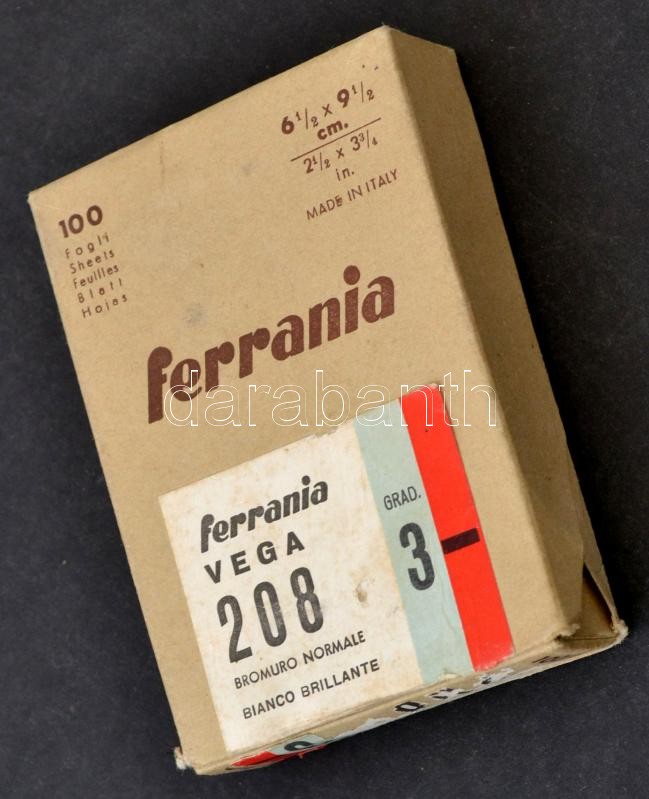 6 1/2 x 9 1/2
cm.
2 1/2 x 3 3/4
in.
MADE IN ITALY
100
Fogli
Sheets
Feuilles
Blatt
Hojas
ferrania
darabanth
ferrania
VEGA
208
BROMURO NORMALE
BIANCO BRILLANTE
GRAD.
3